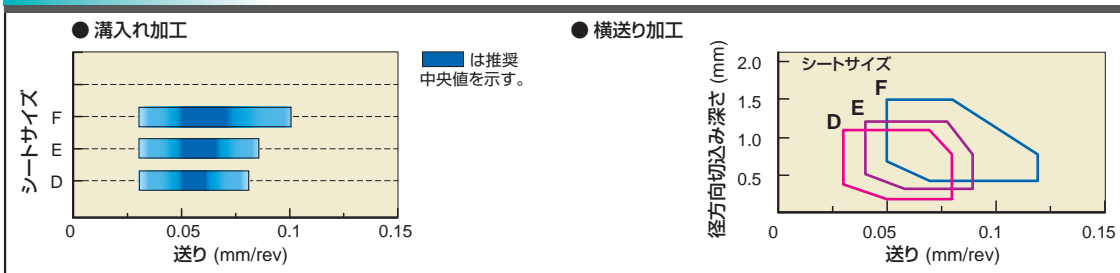 ● 溝入れ加工
シートサイズ
F
E
D
0
0.05
0.1
0.15
送り (mm/rev)
は推奨
中央値を示す。
● 横送り加工
径方向切込み深さ (mm)
2.0
1.5
1.0
0.5
シートサイズ
F
E
D
0
0.05
0.1
0.15
送り (mm/rev)